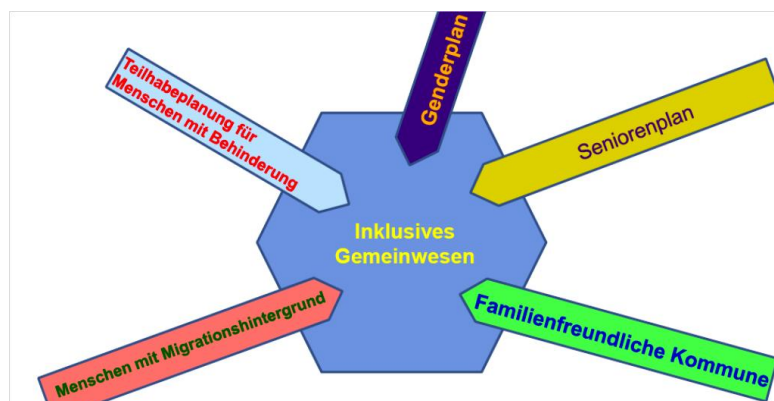 Genderplan
Teilhabeplanung für
Menschen mit Behinderung
Seniorenplan
Inklusives
Gemeinwesen
Menschen mit Migrationshintergrund
Familienfreundliche Kommune